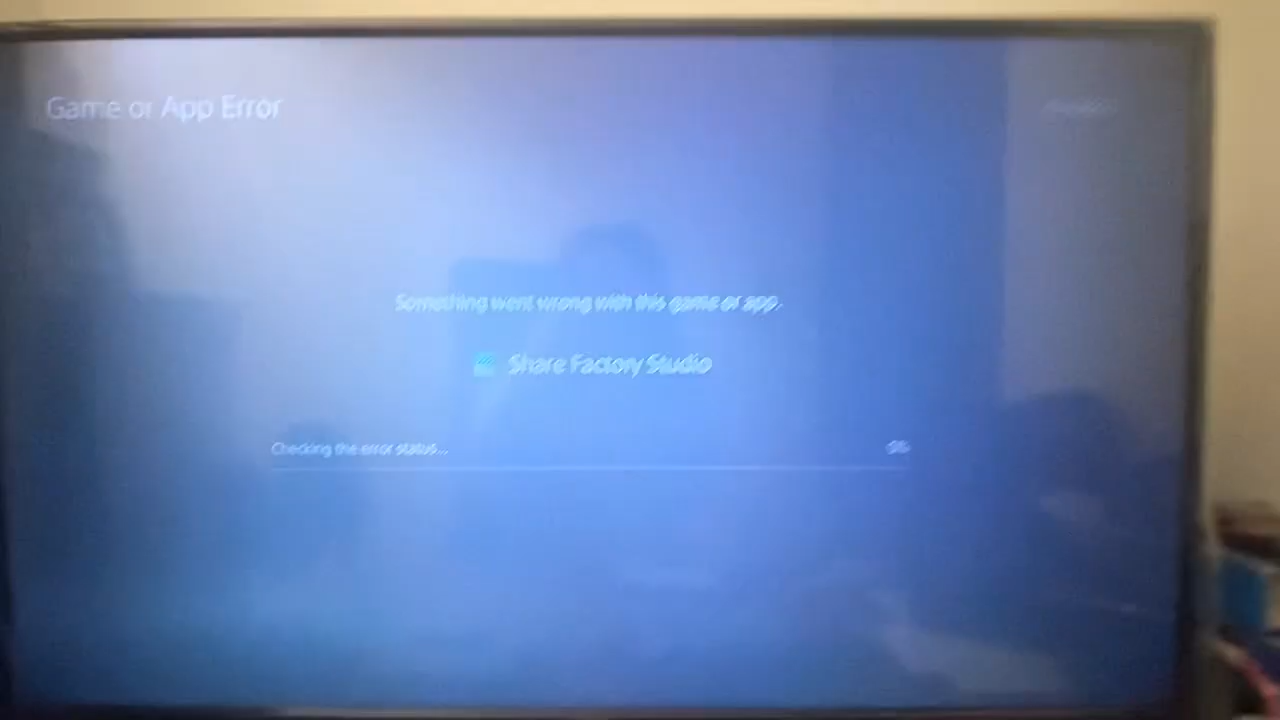 Game or App Error
Something went wrong with this game or app.
Share Factory Studio
Checking the error status...